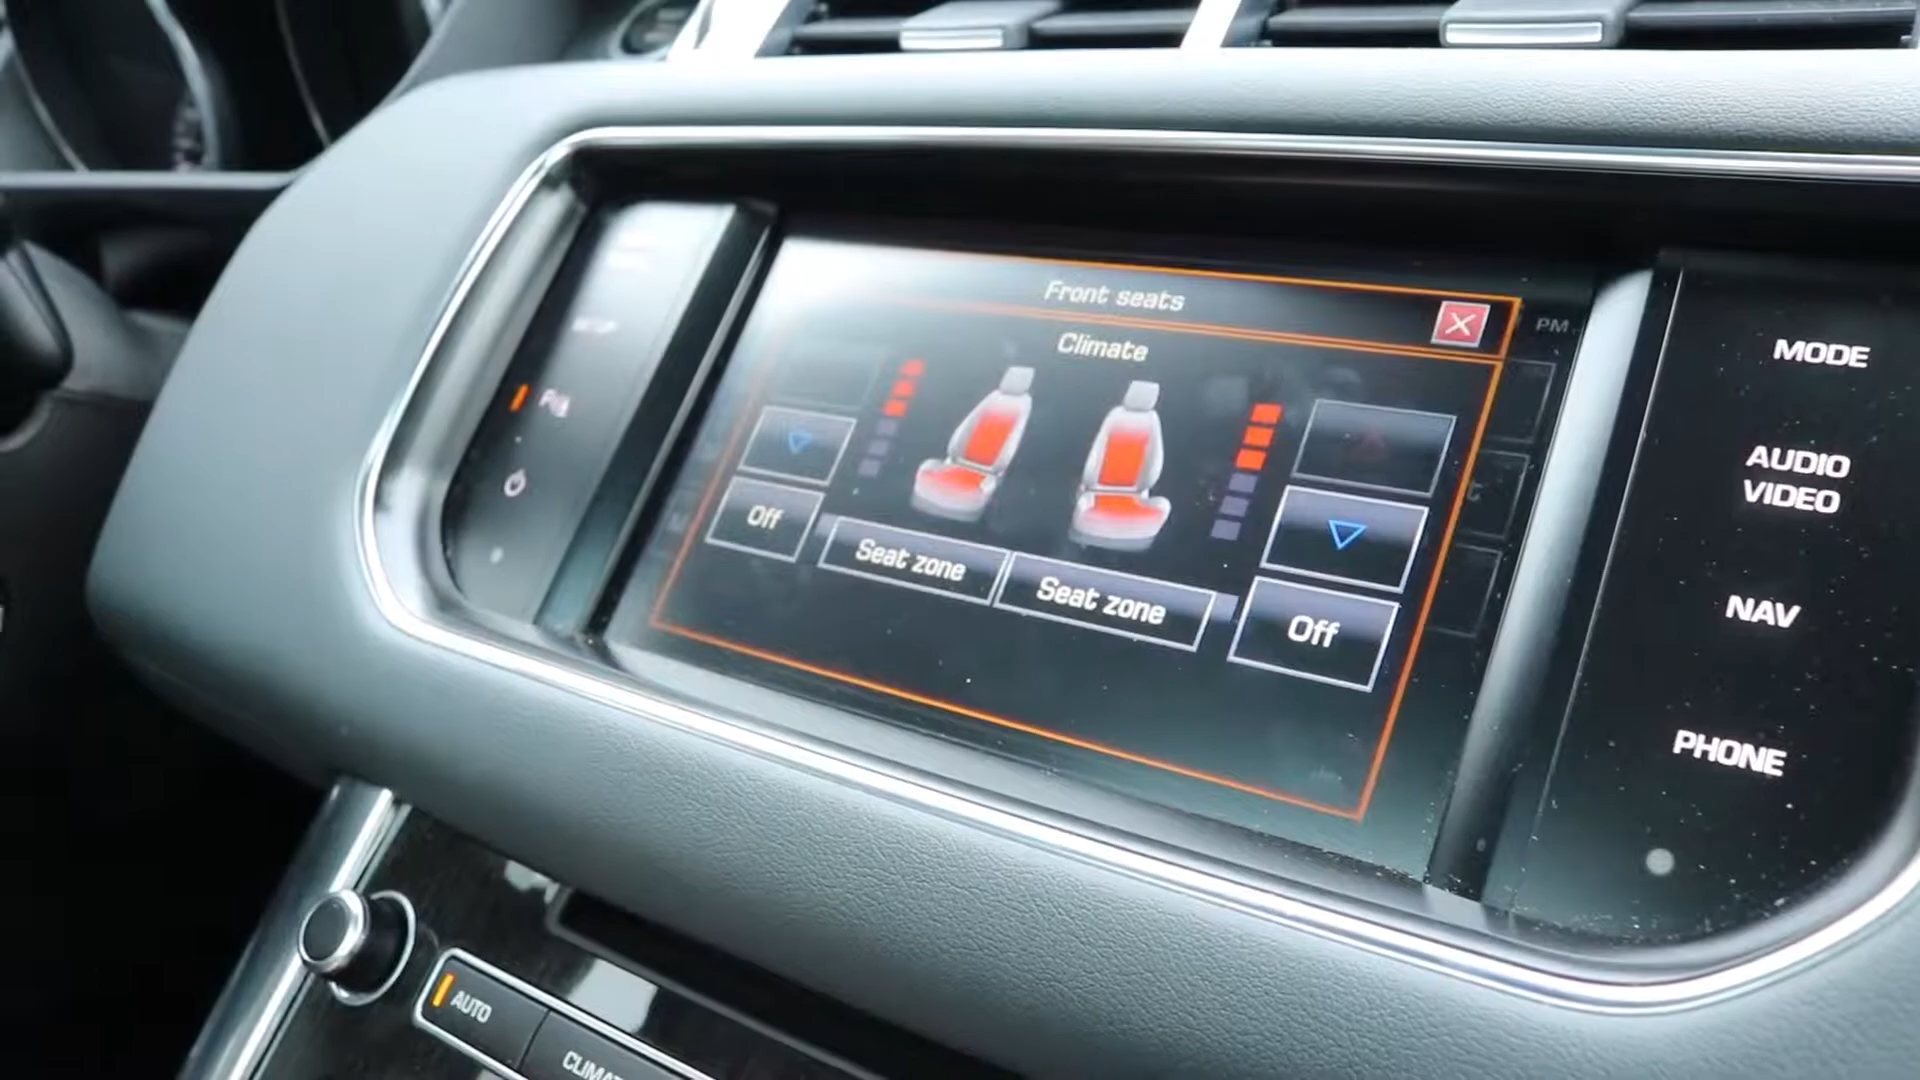 Front seats
PM
Climate
MODE
AUDIO
VIDEO
Off
Seat zone
Seat zone
Off
NAV
PHONE
AUTO